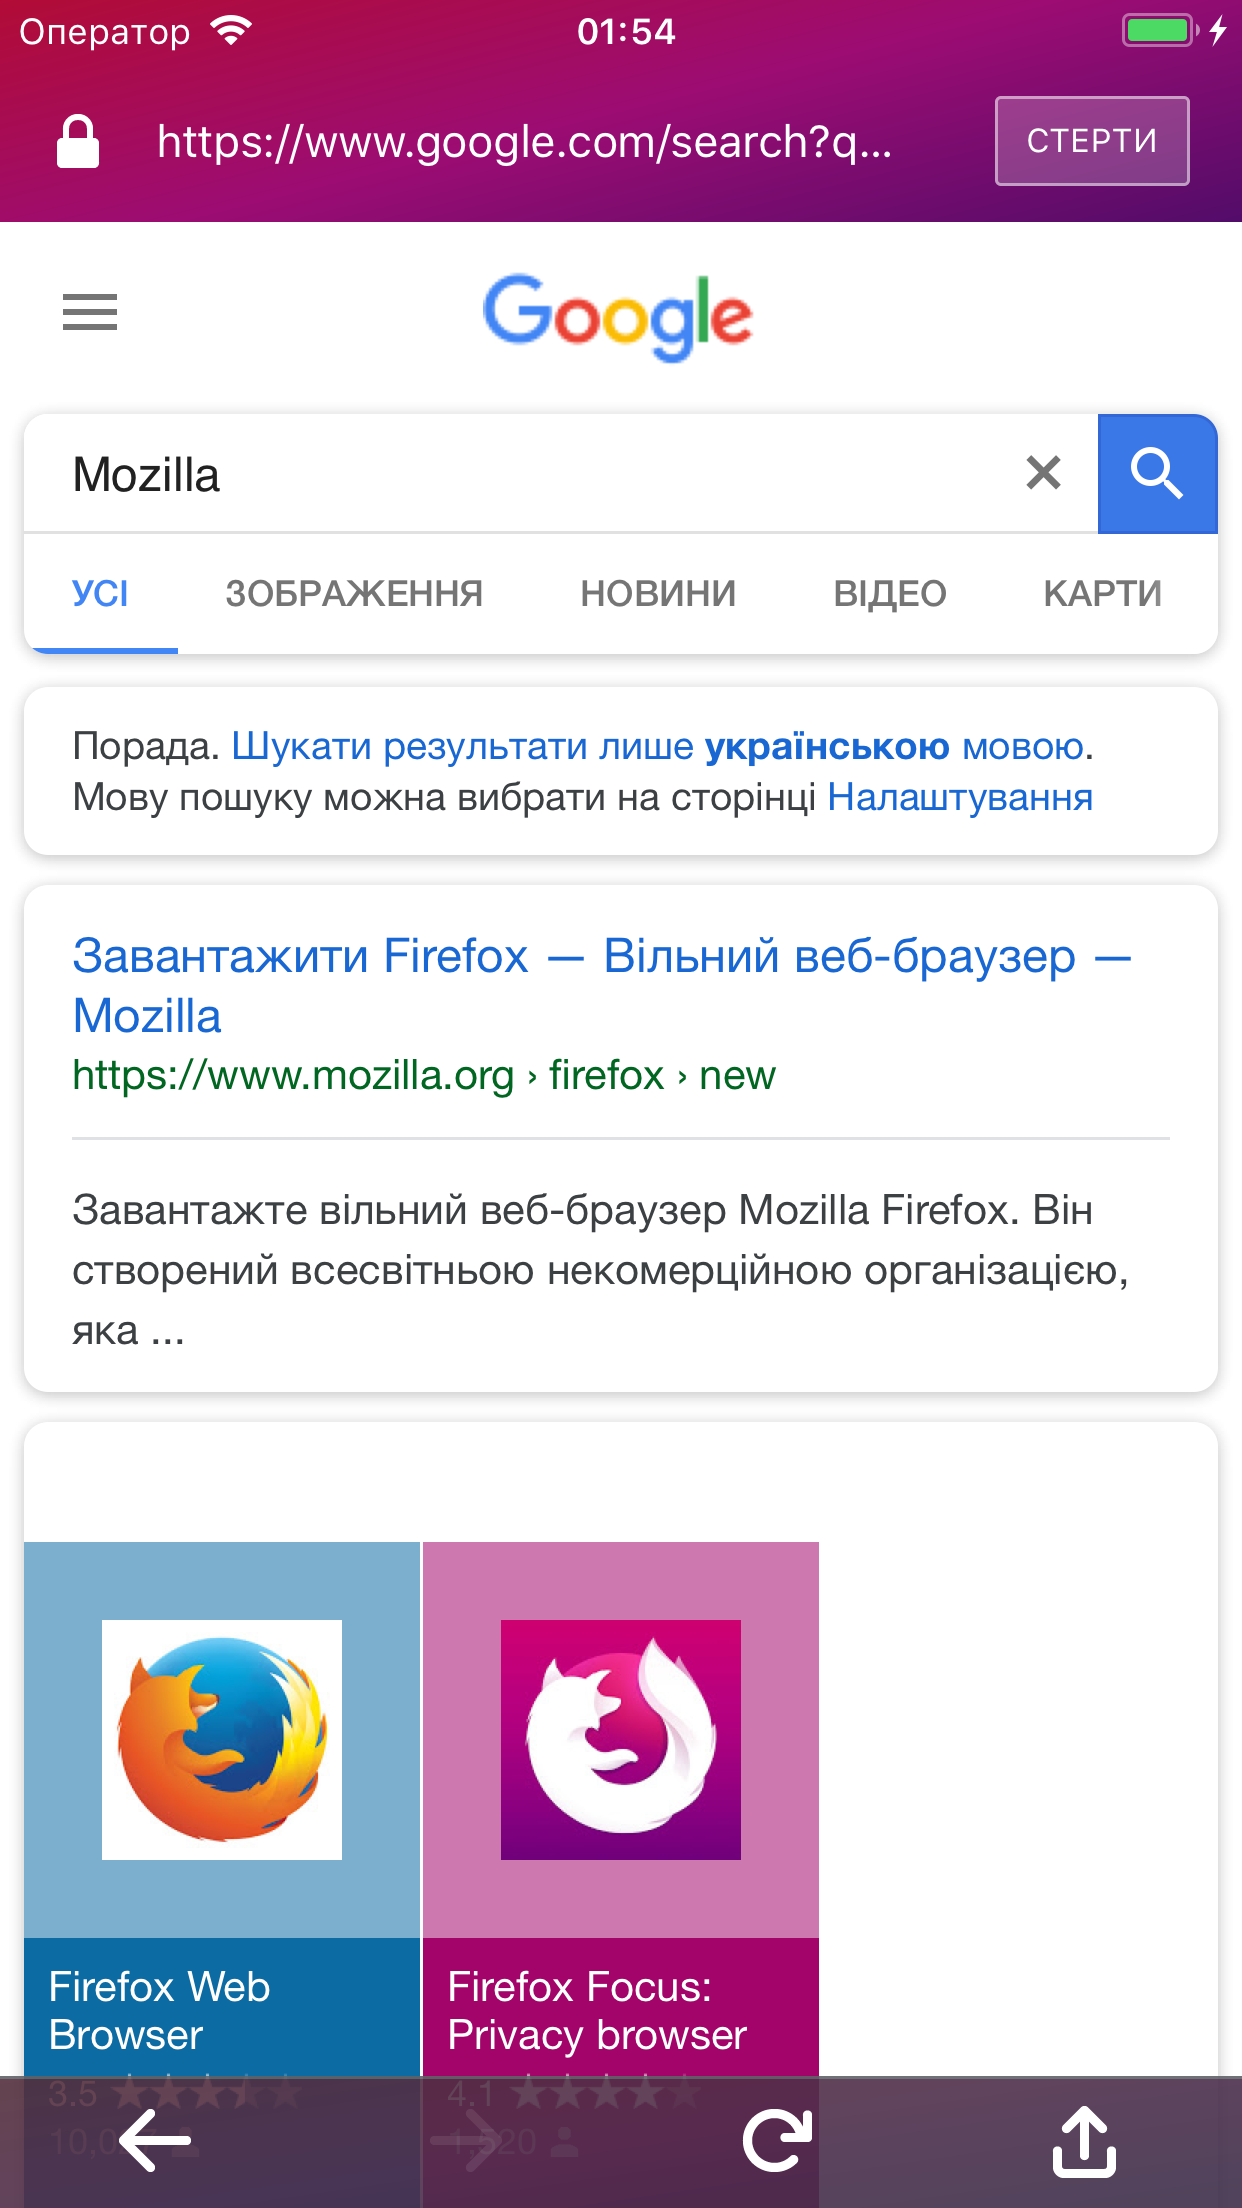 Оператор 01:54
https://www.google.com/search?q... СТЕРТИ
Google
Mozilla
УСІ ЗОБРАЖЕННЯ НОВИНИ ВІДЕО КАРТИ
Порада. Шукати результати лише українською мовою.
Мову пошуку можна вибрати на сторінці Налаштування
Завантажити Firefox — Вільний веб-браузер —
Mozilla
https://www.mozilla.org › firefox › new
Завантажте вільний веб-браузер Mozilla Firefox. Він
створений всесвітньою некомерційною організацією,
яка ...
Firefox Web
Browser
3.5
Firefox Focus:
Privacy browser
4.1
1,520